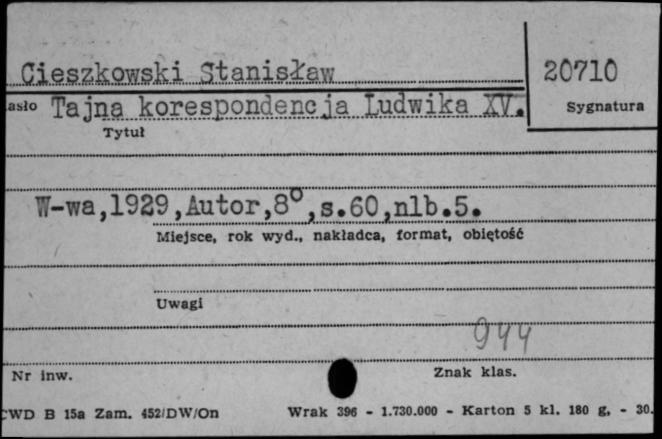 Cieszkowski Stanisław
20710
asło Tajna korespondencja Ludwika XV.
Sygnatura
Tytuł
W-wa,1929,Autor,8°,s.60,nlb.5.
Miejsce, rok wyd., nakładca, format, obiętość
Uwagi
944
Nr inw.
Znak klas.
CWD B 15a Zam. 452/DW/On Wrak 396 - 1.730.000 - Karton 5 kl. 180 g. - 30.